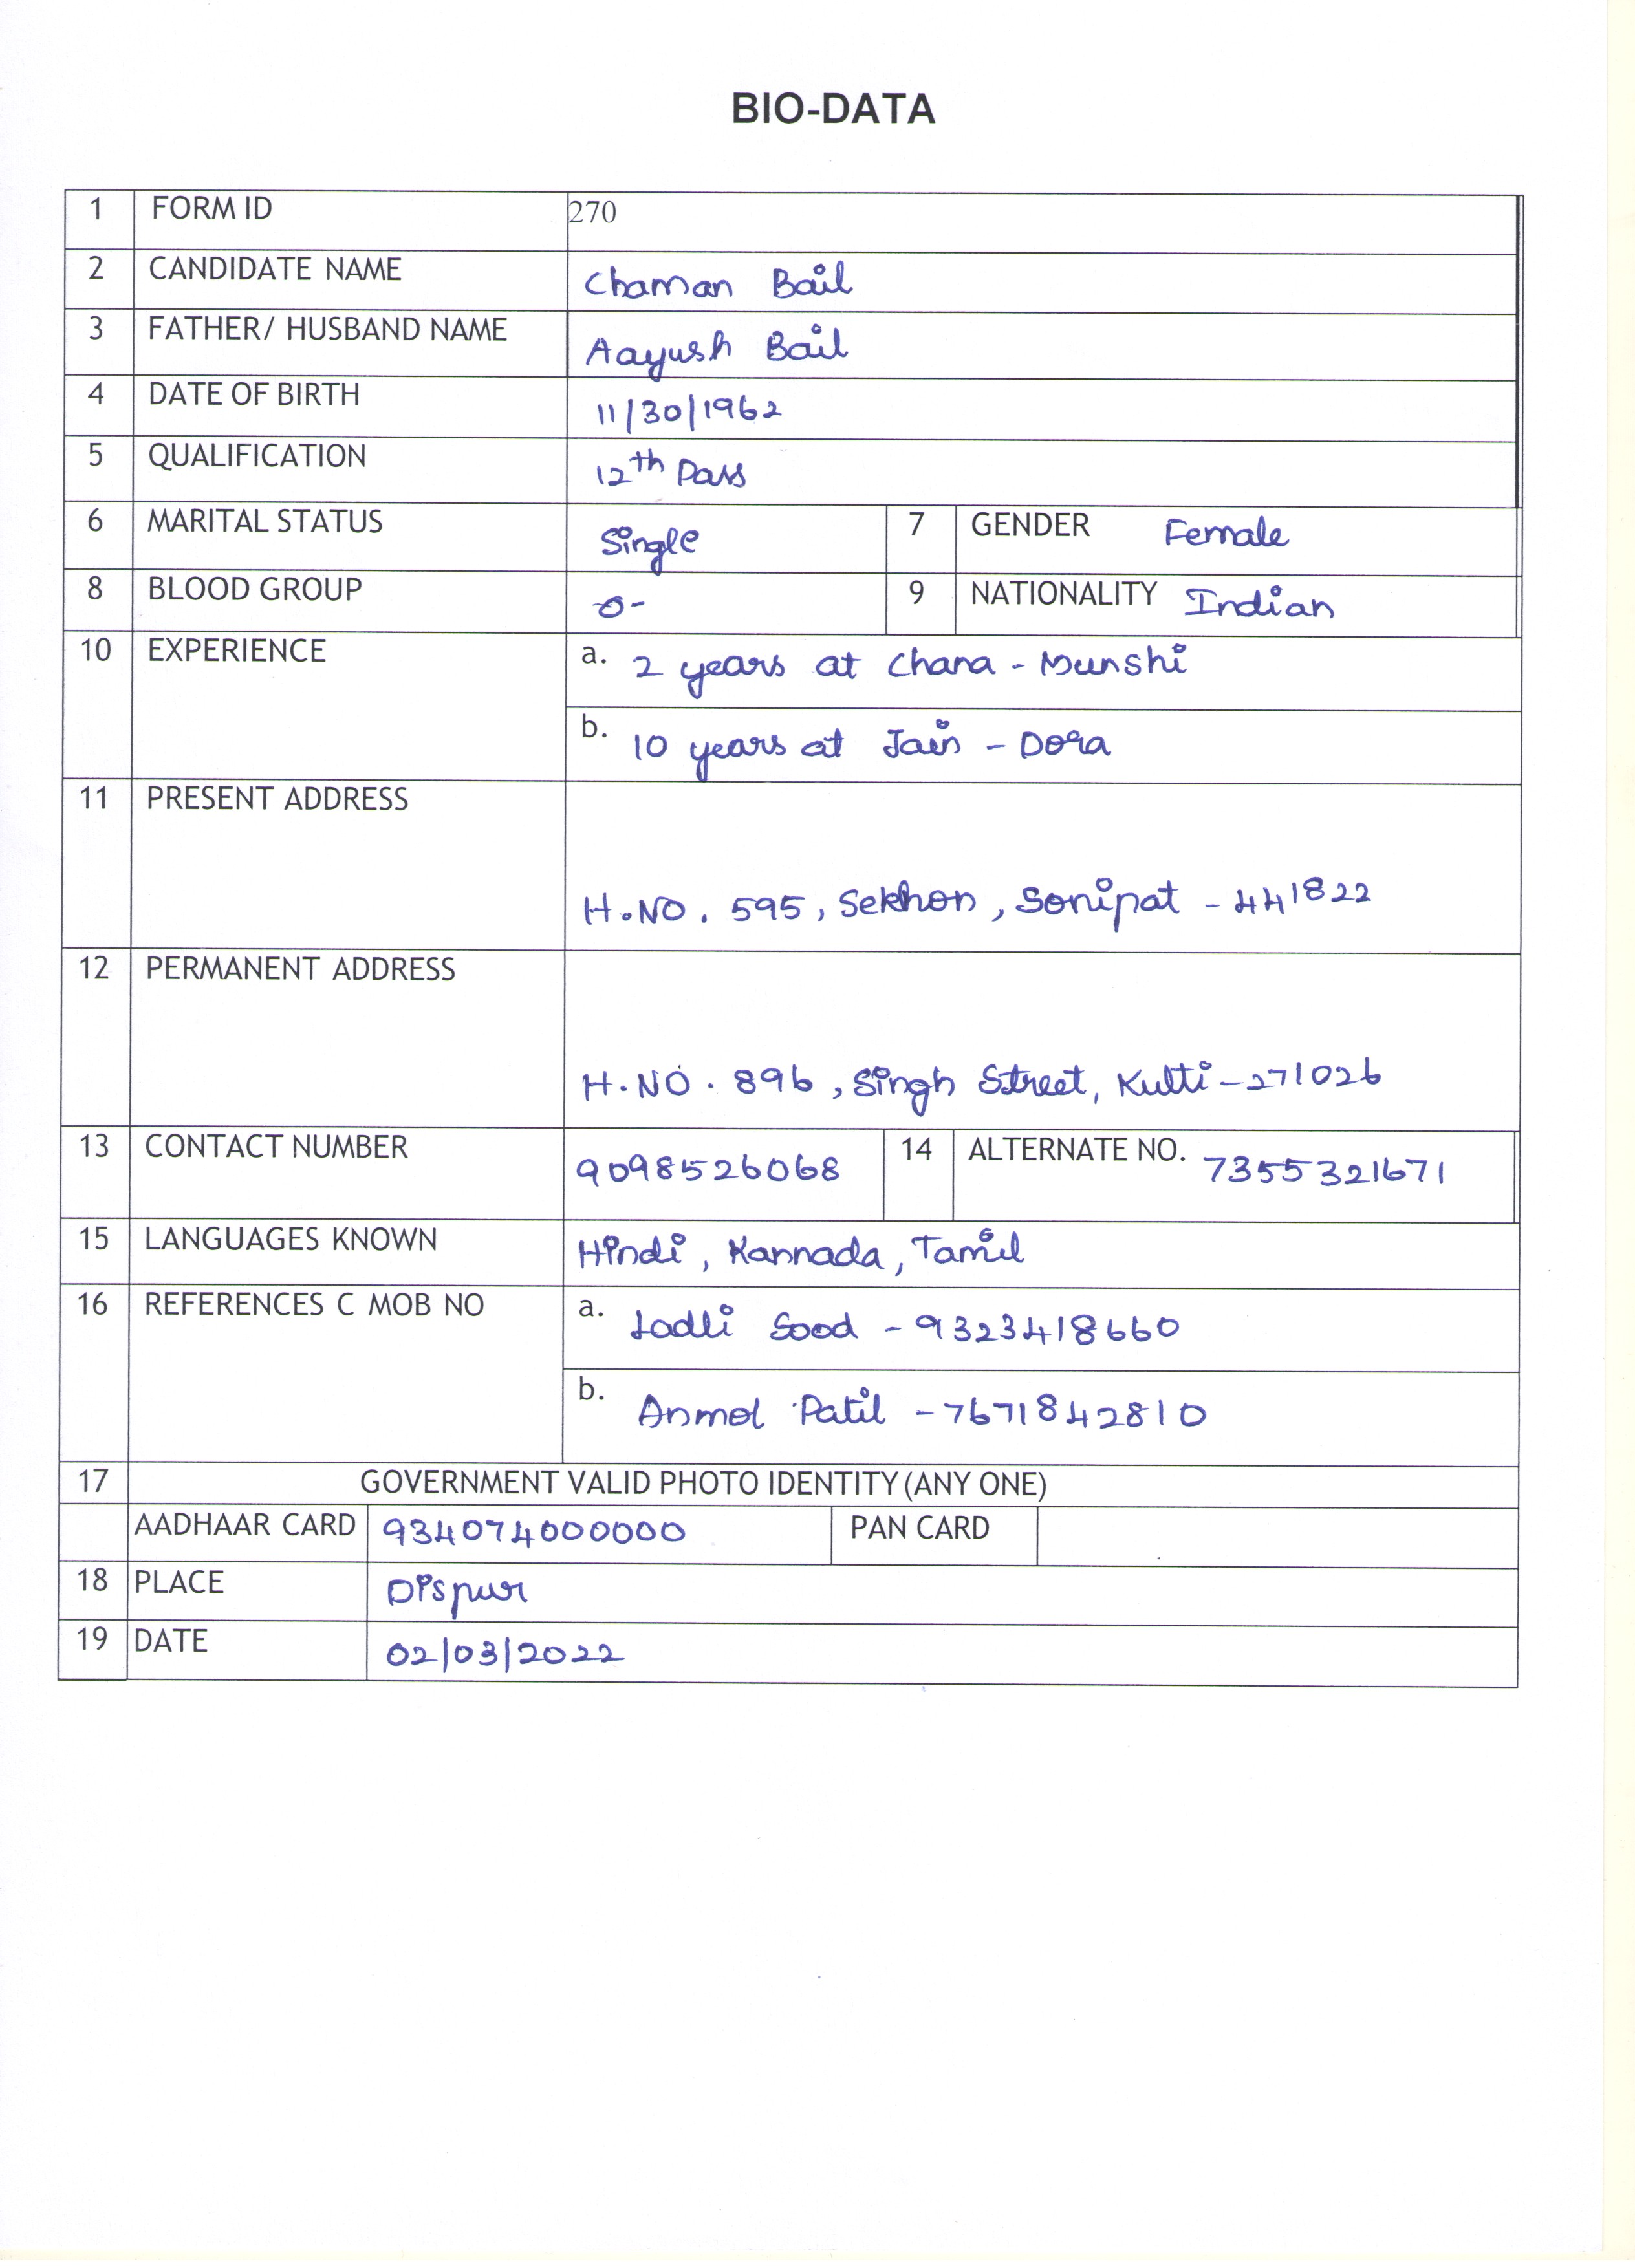 BIO-DATA
1 FORM ID 270
2 CANDIDATE NAME Chaman Bail
3 FATHER/ HUSBAND NAME Aayush Bail
4 DATE OF BIRTH 11/30/1962
5 QUALIFICATION 12th Pass
6 MARITAL STATUS Single 7 GENDER Female
8 BLOOD GROUP O- 9 NATIONALITY Indian
10 EXPERIENCE a. 2 years at Chana - Munshi
b. 10 years at Jain - Dora
11 PRESENT ADDRESS
H.NO. 595, Sekhon, Sonipat - 441822
12 PERMANENT ADDRESS
H.NO. 896, Singh Street, Kulti - 271026
13 CONTACT NUMBER 9098526068 14 ALTERNATE NO. 7355321671
15 LANGUAGES KNOWN Hindi, Kannada, Tamil
16 REFERENCES C MOB NO a. Ladli Sood - 9323418660
b. Anmol Patil - 7671842810
17 GOVERNMENT VALID PHOTO IDENTITY (ANY ONE)
AADHAAR CARD 934074000000 PAN CARD
18 PLACE Dispur
19 DATE 02/03/2022